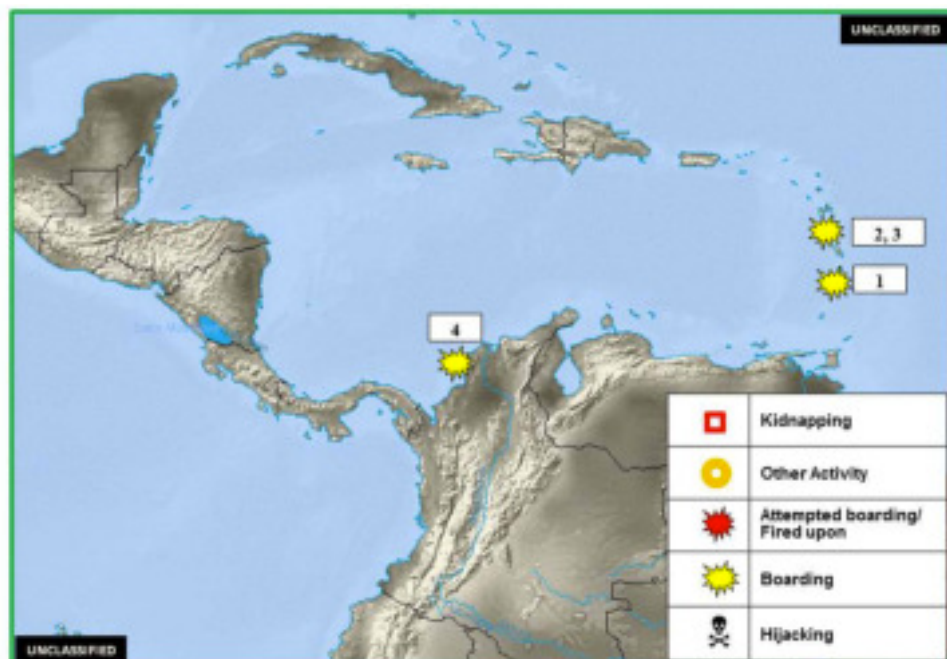 UNCLASSIFIED
2, 3
1
4
Kidnapping
Other Activity
Attempted boarding/
Fired upon
Boarding
Hijacking
UNCLASSIFIED